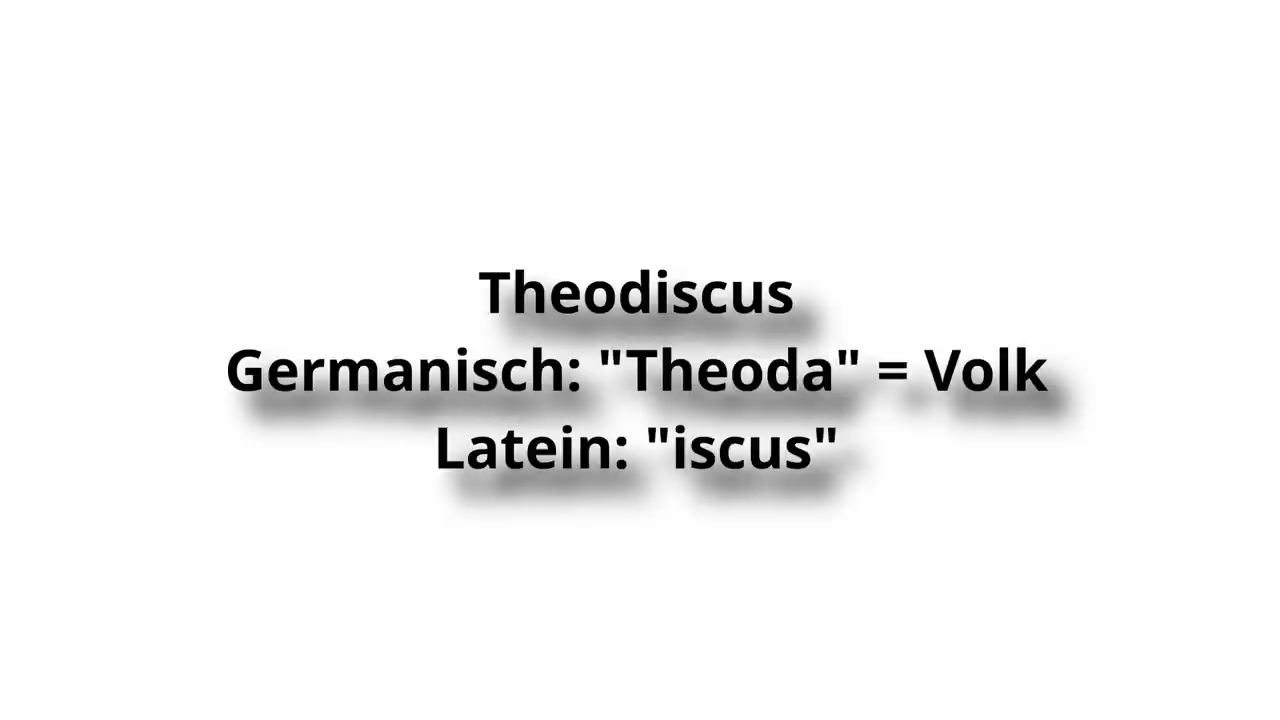 Theodiscus
Germanisch: "Theoda" = Volk
Latein: "iscus"